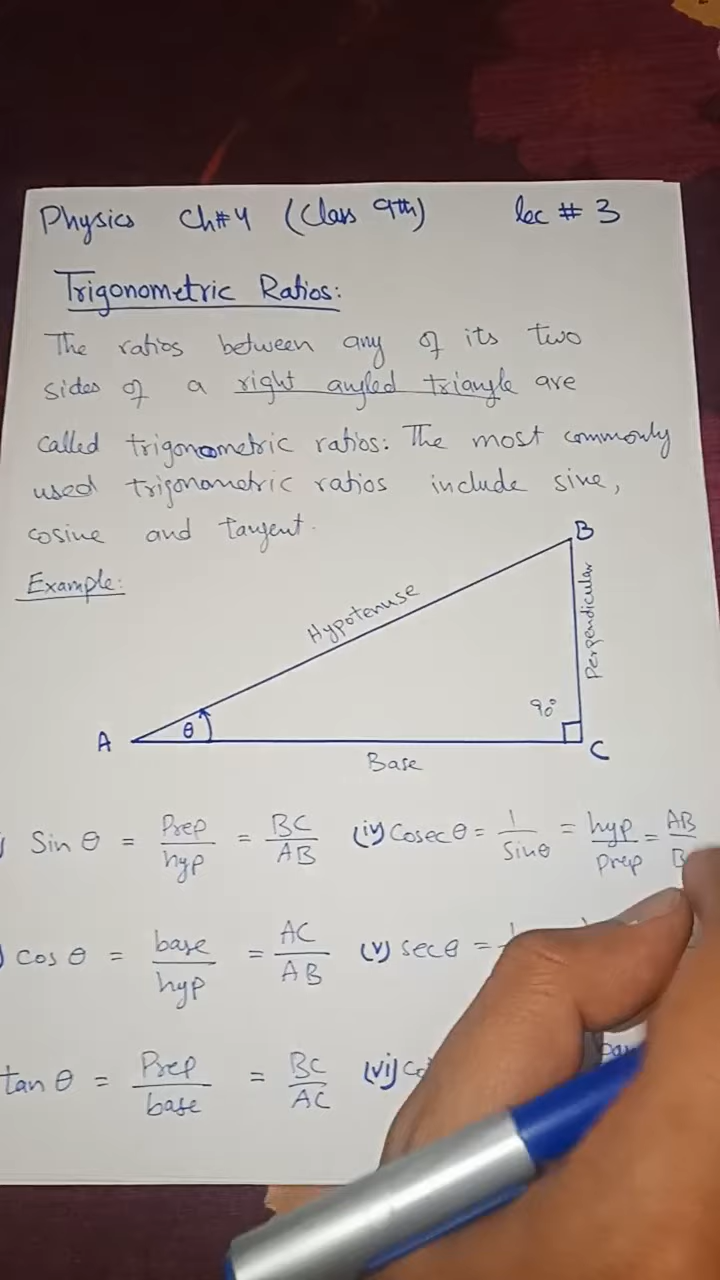 Physics Ch#4 (Class 9th) lec # 3
Trigonometric Ratios:
The ratios between any of its two
sides of a right angled triangle are
called trigonometric ratios. The most commonly
used trigonometric ratios include sine,
cosine and tangent.
Example:
B
Hypotenuse
Perpendicular
90°
A
θ
C
Base
Sin θ = Prep/hyp = BC/AB (iv) Cosec θ = 1/Sinθ = hyp/prep = AB/B
cos θ = base/hyp = AC/AB (v) sec θ =
tan θ = Prep/base = BC/AC (vi)